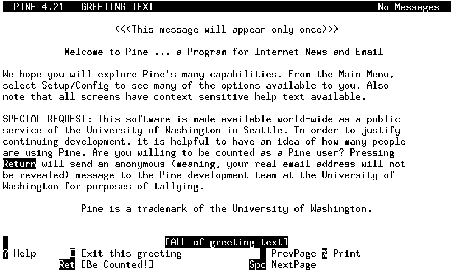 PINE 4.21 GREETING TEXT No Messages
<<<This message will appear only once>>>
Welcome to Pine ... a Program for Internet News and Email
We hope you will explore Pine's many capabilities. From the Main Menu,
select Setup/Config to see many of the options available to you. Also
note that all screens have context sensitive help text available.
SPECIAL REQUEST: This software is made available world-wide as a public
service of the University of Washington in Seattle. In order to justify
continuing development, it is helpful to have an idea of how many people
are using Pine. Are you willing to be counted as a Pine user? Pressing
Return will send an anonymous (meaning, your real email address will not
be revealed) message to the Pine development team at the University of
Washington for purposes of tallying.
Pine is a trademark of the University of Washington.
[All of greeting text]
? Help E Exit this greeting PrevPage % Print
Ret [Be Counted!] Spc NextPage